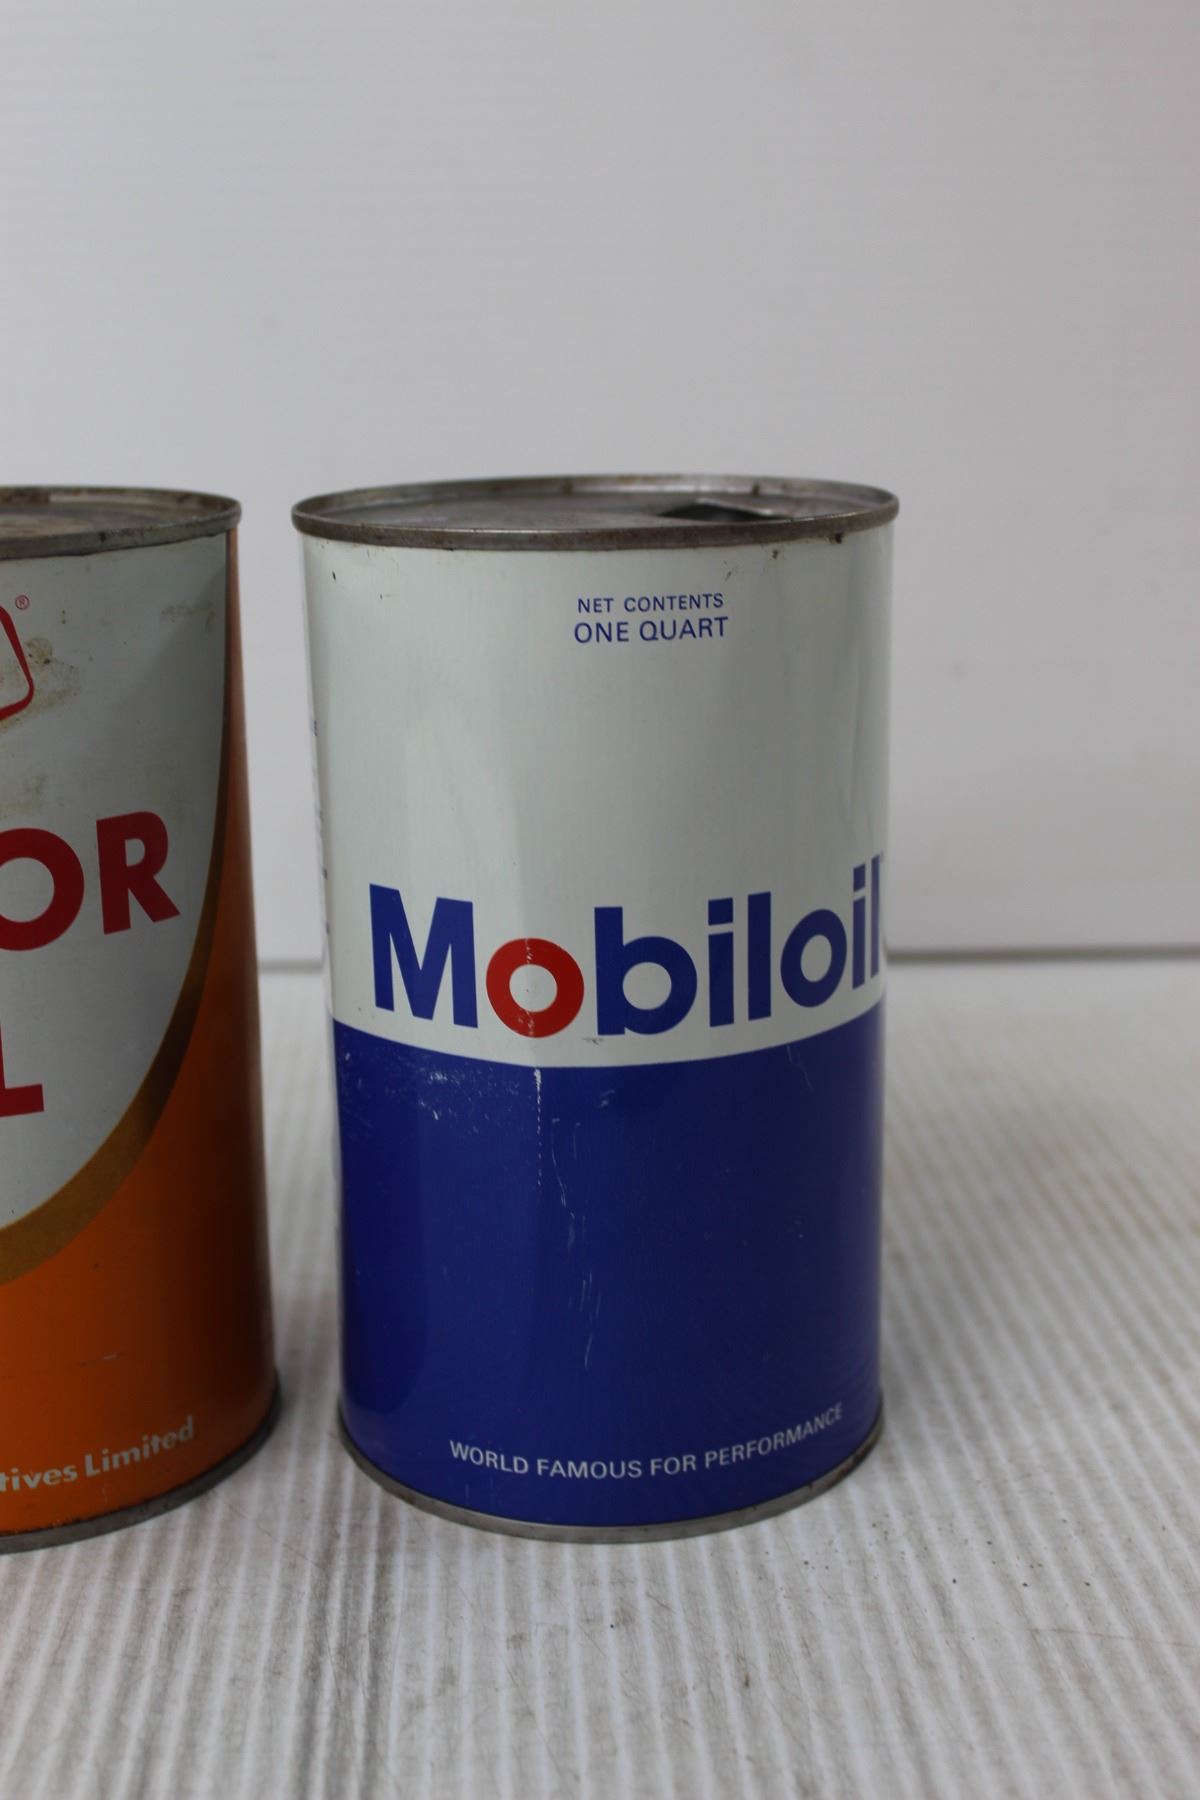 ®
OR
L
tives Limited
NET CONTENTS
ONE QUART
Mobiloil
WORLD FAMOUS FOR PERFORMANCE